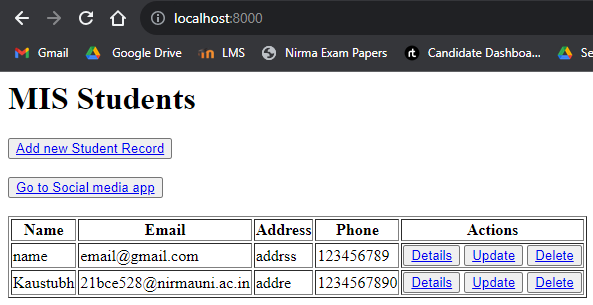 localhost:8000
Gmail Google Drive LMS Nirma Exam Papers rt Candidate Dashboa... Se
MIS Students
Add new Student Record
Go to Social media app
Name Email Address Phone Actions
name email@gmail.com addrss 123456789 Details Update Delete
Kaustubh 21bce528@nirmauni.ac.in addre 1234567890 Details Update Delete